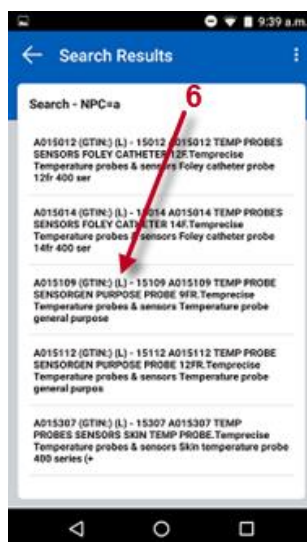 9:39 a.m.
Search Results
Search - NPC=a
6
A015012 (GTIN:) (L) - 15012 A015012 TEMP PROBES
SENSORS FOLEY CATHETER 12F.Temprecise
Temperature probes & sensors Foley catheter probe
12fr 400 ser
A015014 (GTIN:) (L) - 15014 A015014 TEMP PROBES
SENSORS FOLEY CATHETER 14F.Temprecise
Temperature probes & sensors Foley catheter probe
14fr 400 ser
A015109 (GTIN:) (L) - 15109 A015109 TEMP PROBE
SENSORGEN PURPOSE PROBE 9FR.Temprecise
Temperature probes & sensors Temperature probe
general purpose
A015112 (GTIN:) (L) - 15112 A015112 TEMP PROBE
SENSORGEN PURPOSE PROBE 12FR.Temprecise
Temperature probes & sensors Temperature probe
general purpos
A015307 (GTIN:) (L) - 15307 A015307 TEMP
PROBES SENSORS SKIN TEMP PROBE.Temprecise
Temperature probes & sensors Skin temperature probe
400 series (+